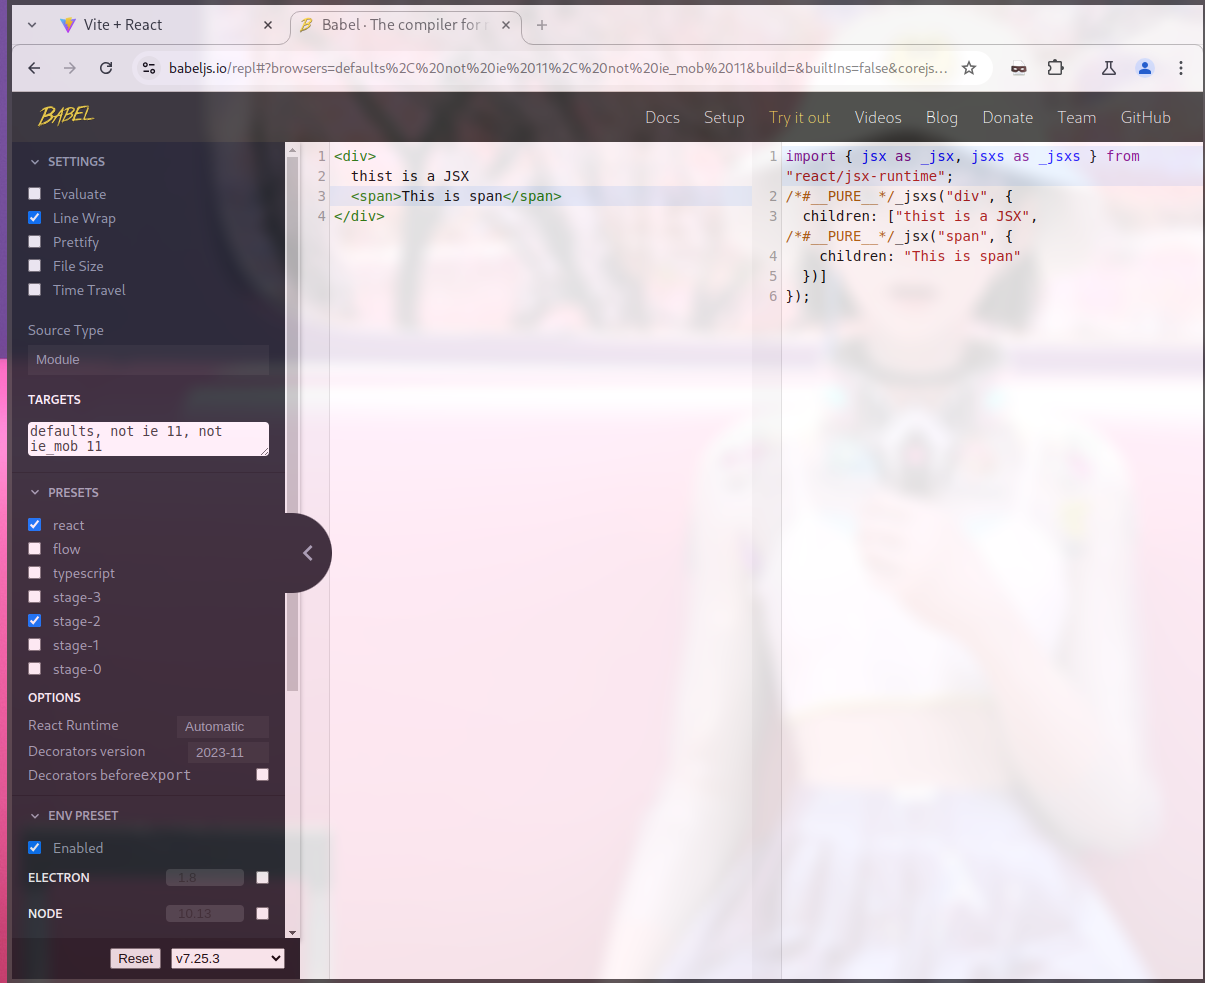 Vite + React
Babel · The compiler for
babeljs.io/repl#?browsers=defaults%2C%20not%20ie%2011%2C%20not%20ie_mob%2011&build=&builtIns=false&corejs...
BABEL
Docs
Setup
Try it out
Videos
Blog
Donate
Team
GitHub
SETTINGS
Evaluate
Line Wrap
Prettify
File Size
Time Travel
Source Type
Module
TARGETS
defaults, not ie 11, not
ie_mob 11
PRESETS
react
flow
typescript
stage-3
stage-2
stage-1
stage-0
OPTIONS
React Runtime Automatic
Decorators version 2023-11
Decorators beforeexport
ENV PRESET
Enabled
ELECTRON 1.8
NODE 10.13
Reset v7.25.3
1 <div>
2   thist is a JSX
3   <span>This is span</span>
4 </div>
1 import { jsx as _jsx, jsxs as _jsxs } from
"react/jsx-runtime";
2 /*#__PURE__*/_jsxs("div", {
3   children: ["thist is a JSX",
/*#__PURE__*/_jsx("span", {
4     children: "This is span"
5   })]
6 });